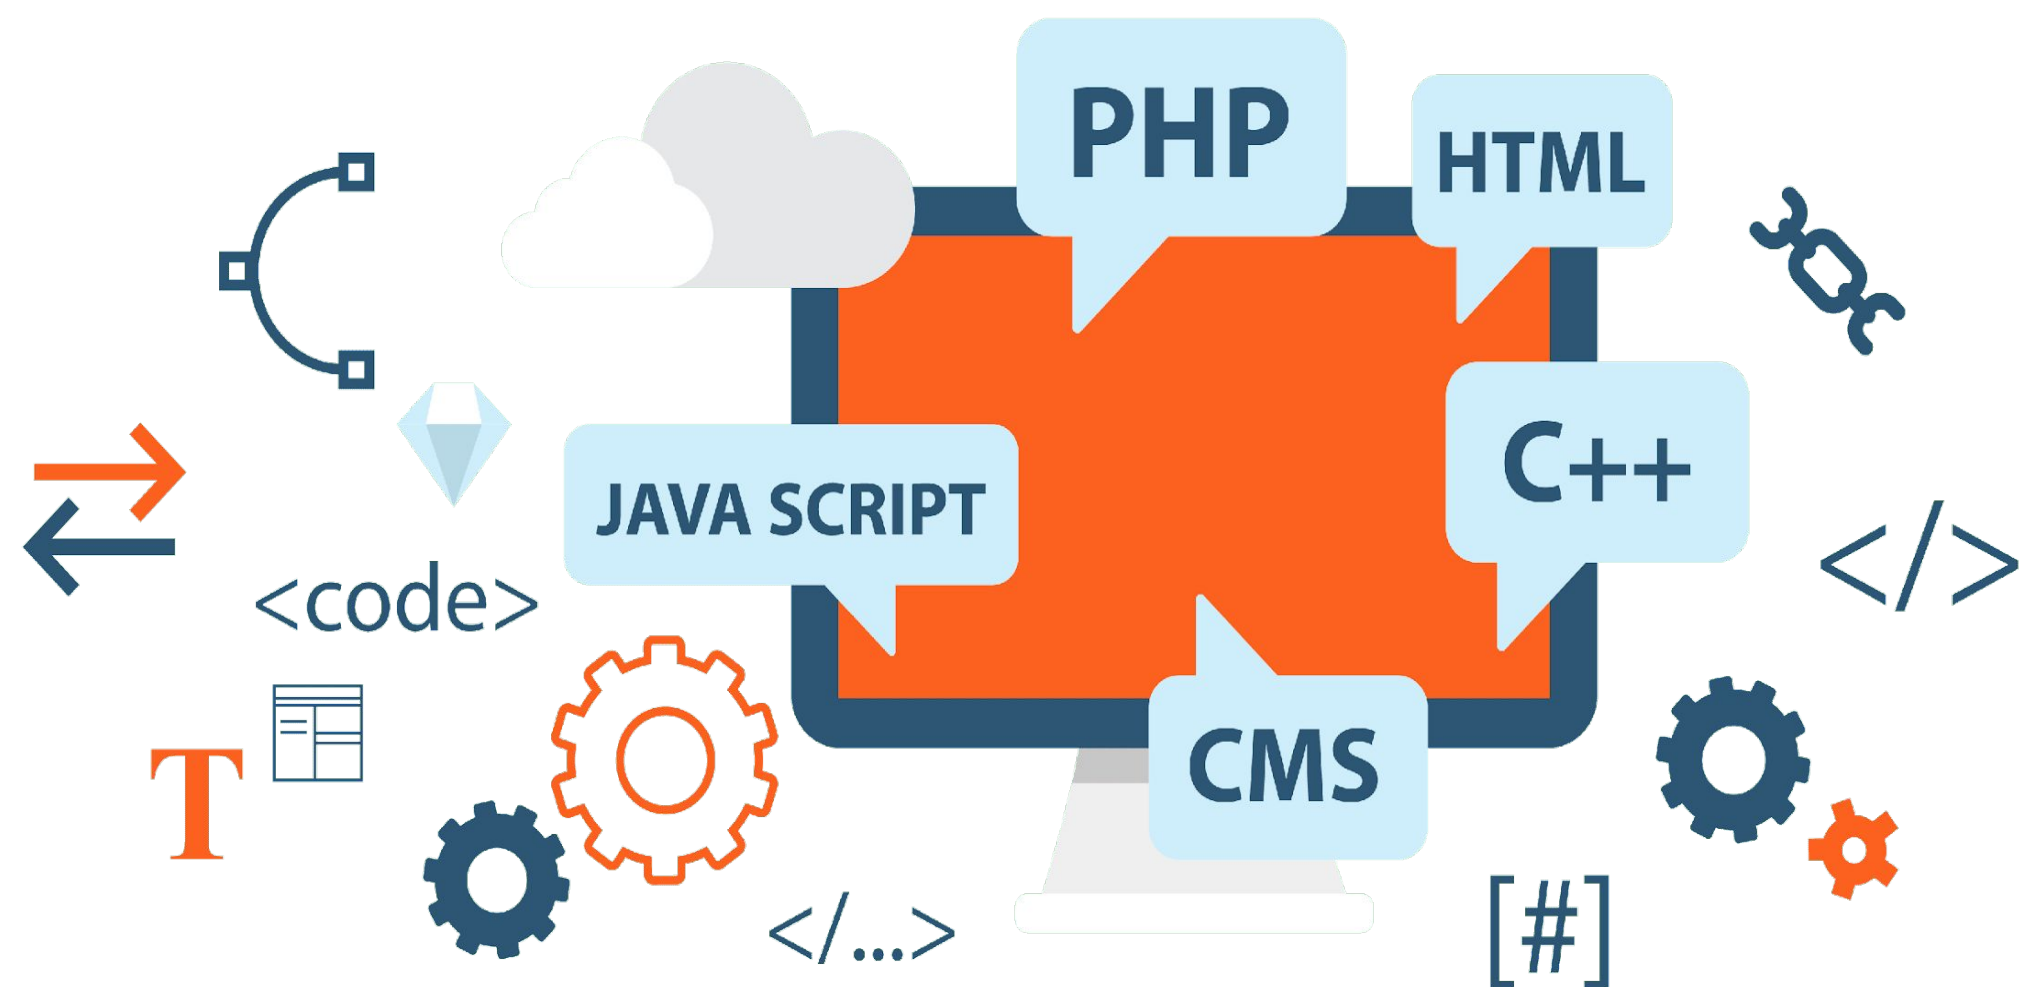 PHP
HTML
C++
JAVA SCRIPT
</>
<code>
T
CMS
</...>
[#]